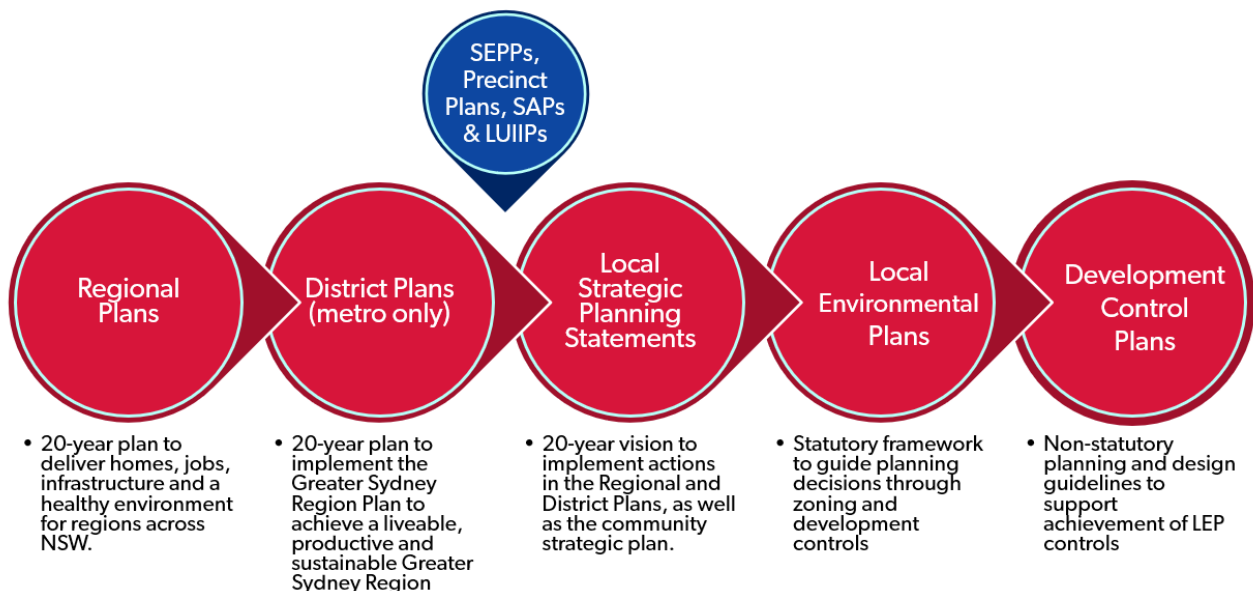 SEPPs,
Precinct
Plans, SAPs
& LUIIPs
Regional
Plans
District Plans
(metro only)
Local
Strategic
Planning
Statements
Local
Environmental
Plans
Development
Control
Plans
• 20-year plan to
deliver homes, jobs,
infrastructure and a
healthy environment
for regions across
NSW.
• 20-year plan to
implement the
Greater Sydney
Region Plan to
achieve a liveable,
productive and
sustainable Greater
Sydney Region
• 20-year vision to
implement actions
in the Regional and
District Plans, as well
as the community
strategic plan.
• Statutory framework
to guide planning
decisions through
zoning and
development
controls
• Non-statutory
planning and design
guidelines to
support
achievement of LEP
controls